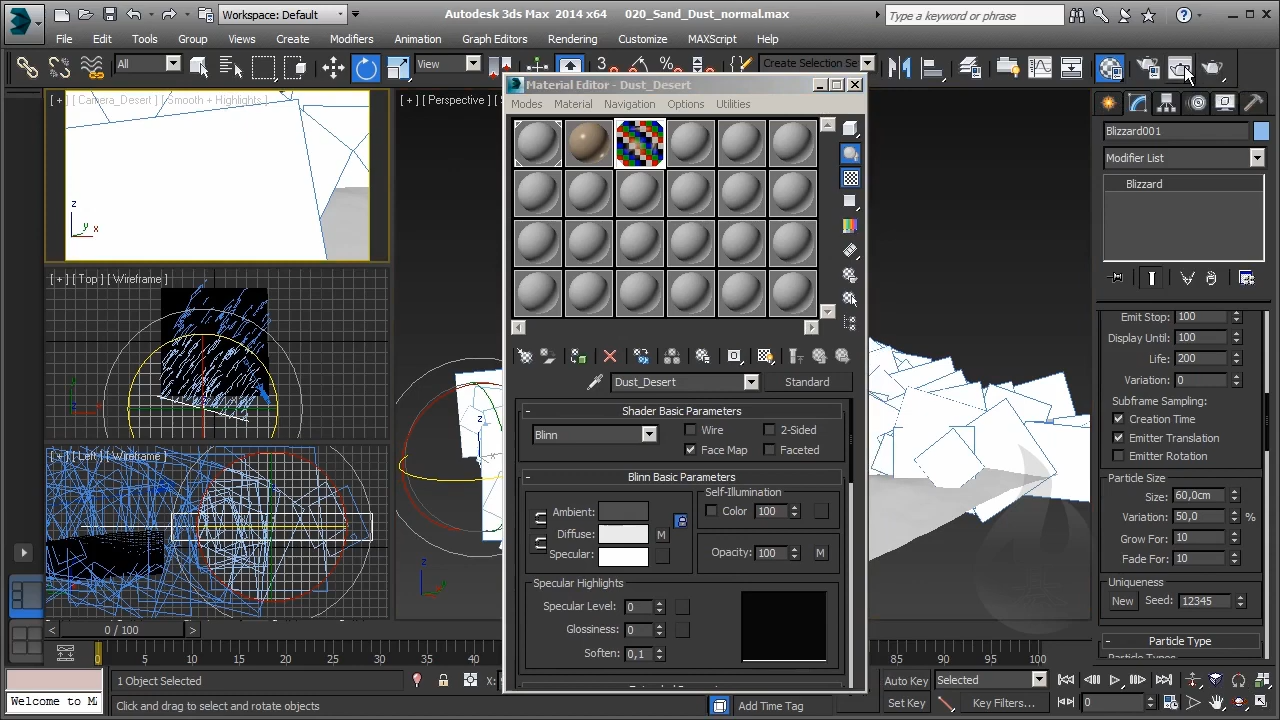 Workspace: Default
Autodesk 3ds Max 2014 x64 020_Sand_Dust_normal.max
Type a keyword or phrase
File Edit Tools Group Views Create Modifiers Animation Graph Editors Rendering Customize MAXScript Help
All
View
Create Selection Se
[ + ] [ Camera_Desert ] [ Smooth + Highlights ]
[ + ] [ Perspective ]
Material Editor - Dust_Desert
Modes Material Navigation Options Utilities
Blizzard001
Modifier List
Blizzard
z
y x
[ + ] [ Top ] [ Wireframe ]
Emit Stop: 100
Display Until: 100
Life: 200
Variation: 0
Subframe Sampling:
Creation Time
Emitter Translation
Emitter Rotation
Particle Size
Size: 60,0cm
Variation: 50,0 %
Grow For: 10
Fade For: 10
Uniqueness
New Seed: 12345
Particle Type
Dust_Desert Standard
Shader Basic Parameters
Blinn
Wire 2-Sided
Face Map Faceted
Blinn Basic Parameters
Self-Illumination
Ambient: Color 100
Diffuse: M
Specular:
Opacity: 100 M
Specular Highlights
Specular Level: 0
Glossiness: 0
Soften: 0,1
[ + ] [ Left ] [ Wireframe ]
z
z
0 / 100
0 5 10 15 20 25 30 35 40 85 90 95 100
1 Object Selected
X:
Auto Key Selected
Welcome to MA
Click and drag to select and rotate objects
Add Time Tag
Set Key Key Filters... 0